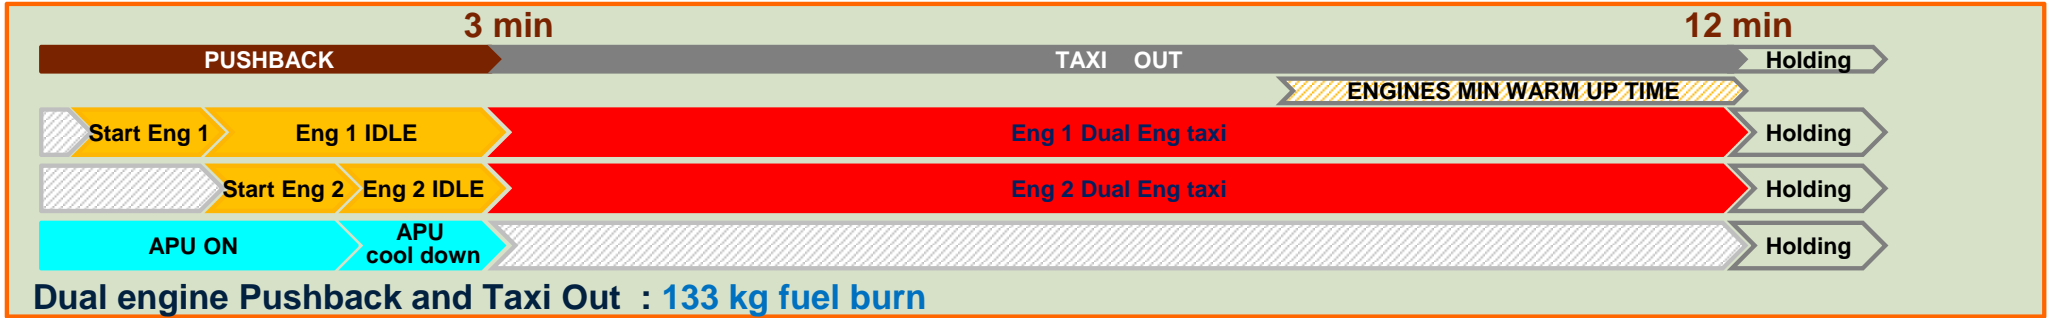 3 min 12 min
PUSHBACK TAXI OUT Holding
ENGINES MIN WARM UP TIME
Start Eng 1 Eng 1 IDLE Eng 1 Dual Eng taxi Holding
Start Eng 2 Eng 2 IDLE Eng 2 Dual Eng taxi Holding
APU ON APU cool down Holding
Dual engine Pushback and Taxi Out : 133 kg fuel burn